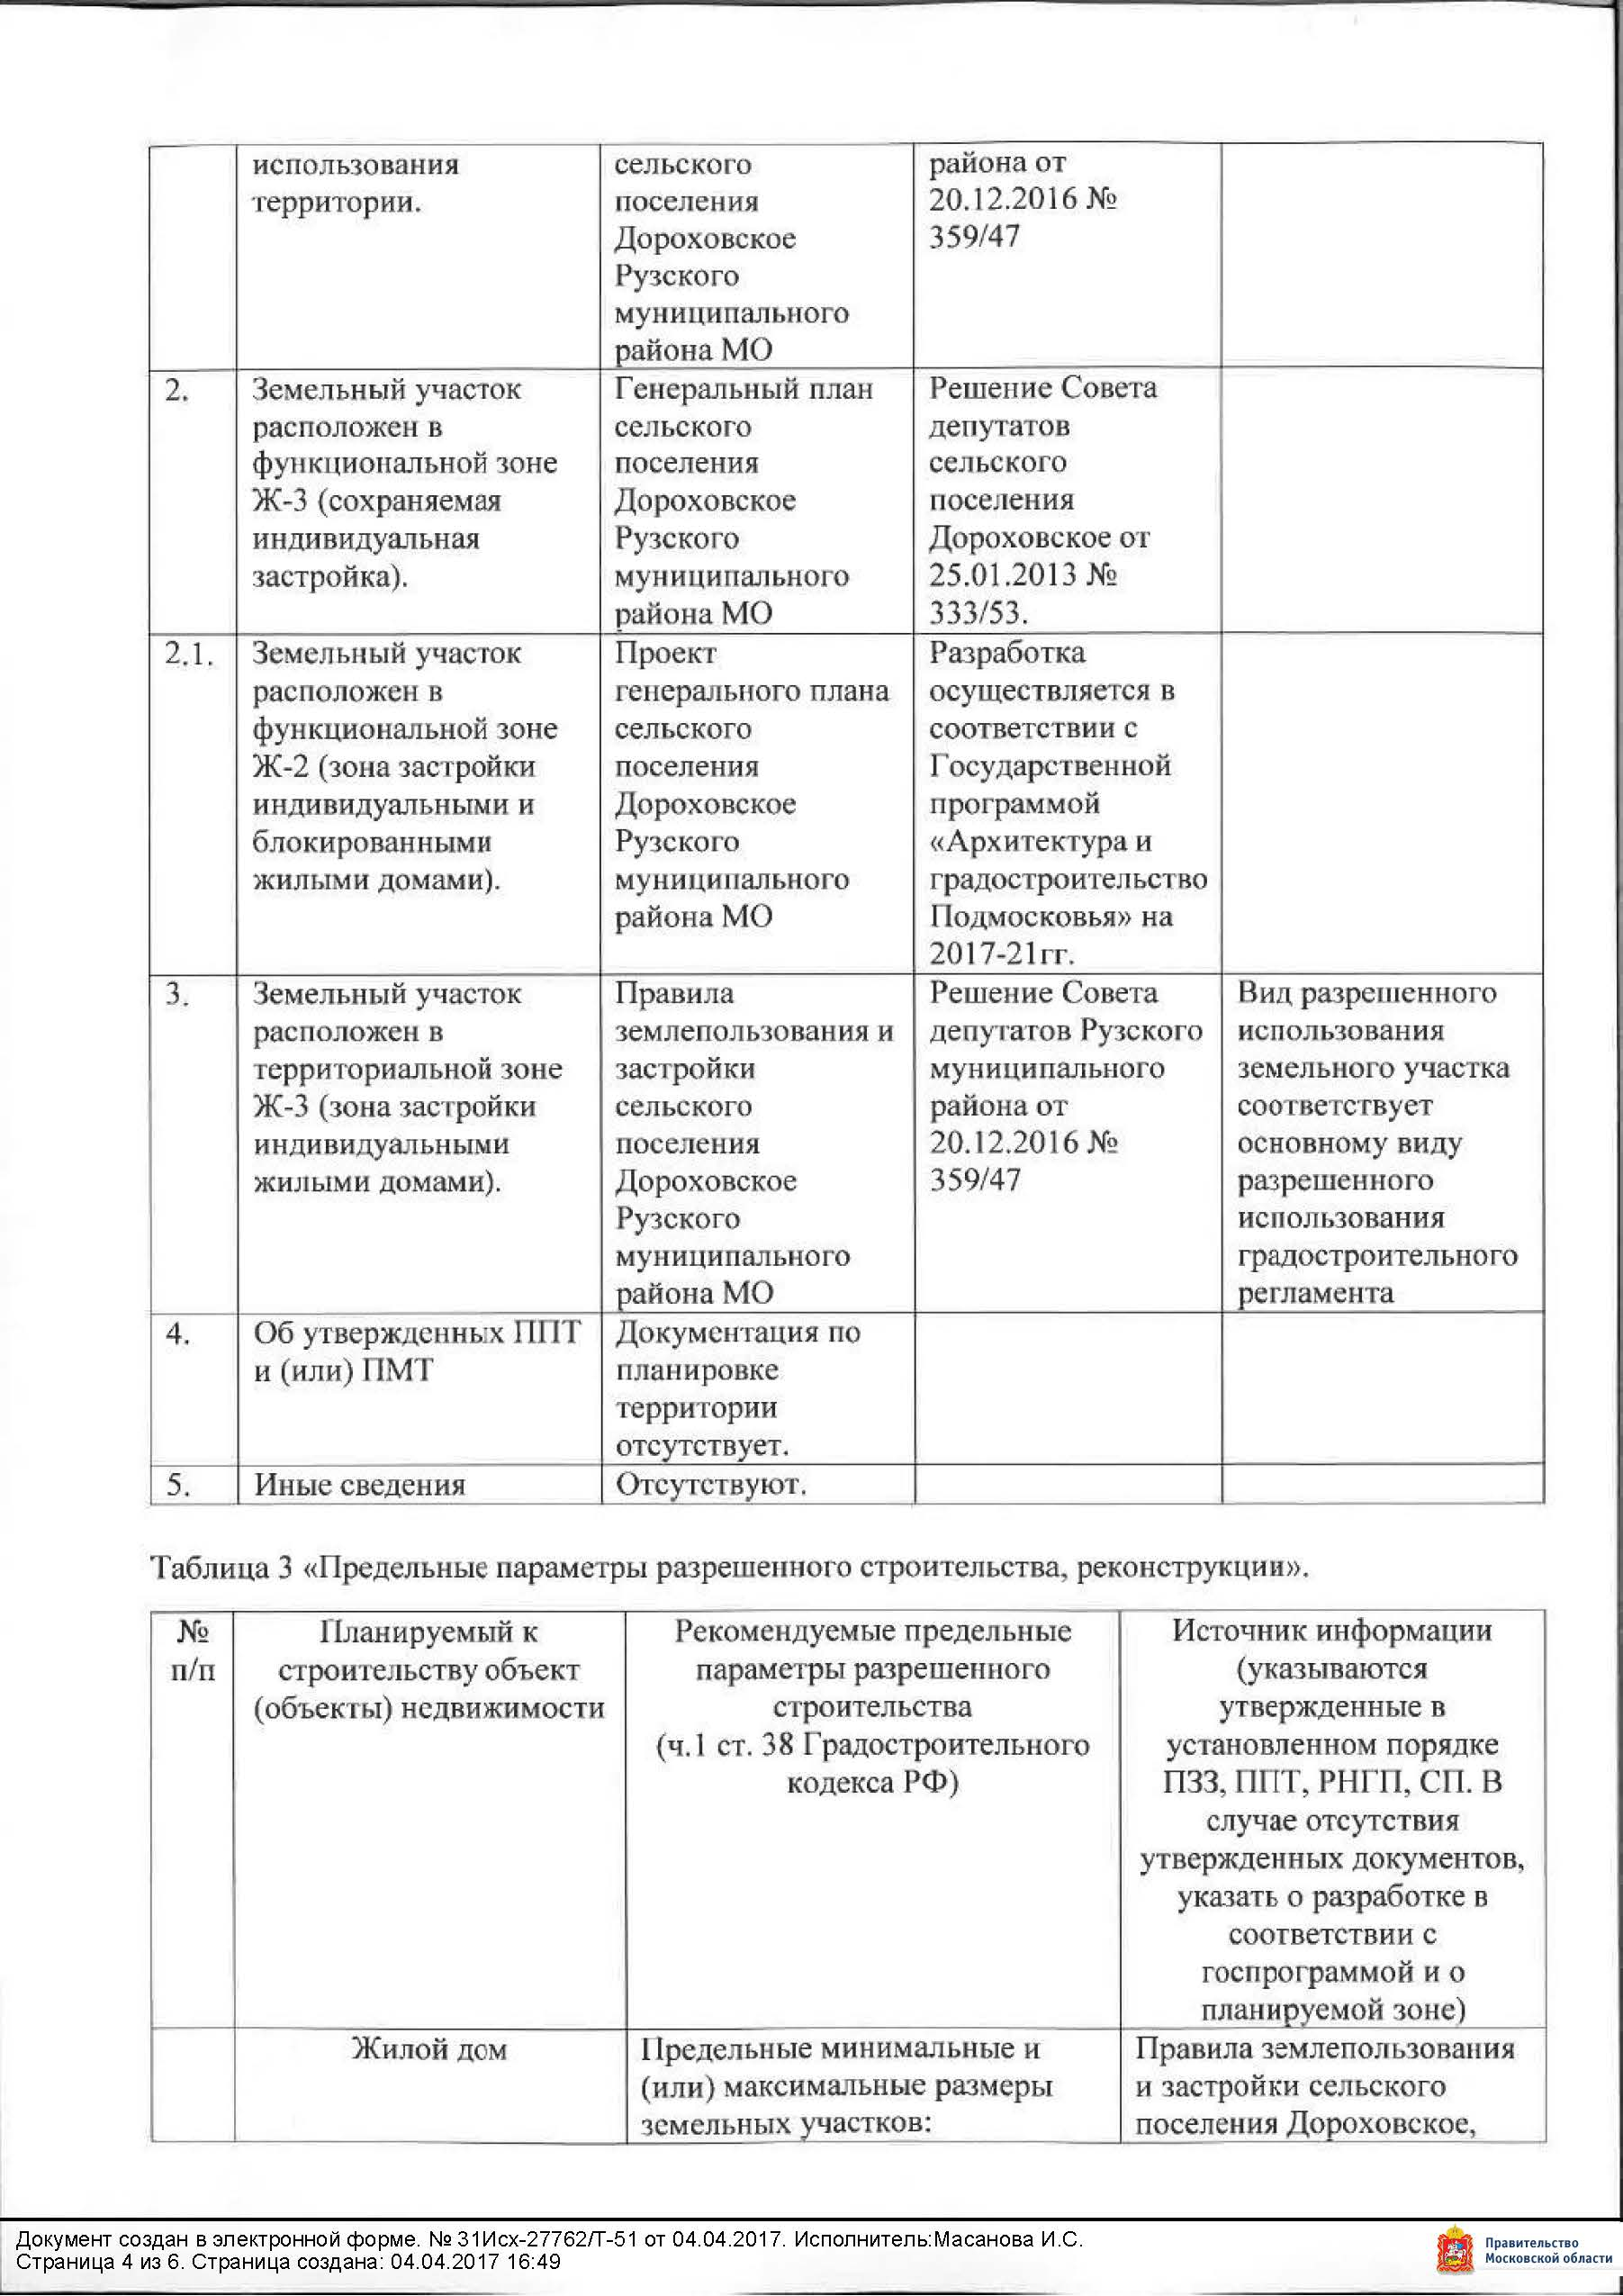 использования
территории.
сельского
поселения
Дороховское
Рузского
муниципального
района МО
района от
20.12.2016 №
359/47
2.
Земельный участок
расположен в
функциональной зоне
Ж-3 (сохраняемая
индивидуальная
застройка).
Генеральный план
сельского
поселения
Дороховское
Рузского
муниципального
района МО
Решение Совета
депутатов
сельского
поселения
Дороховское от
25.01.2013 №
333/53.
2.1.
Земельный участок
расположен в
функциональной зоне
Ж-2 (зона застройки
индивидуальными и
блокированными
жилыми домами).
Проект
генерального плана
сельского
поселения
Дороховское
Рузского
муниципального
района МО
Разработка
осуществляется в
соответствии с
Государственной
программой
«Архитектура и
градостроительство
Подмосковья» на
2017-21гг.
3.
Земельный участок
расположен в
территориальной зоне
Ж-3 (зона застройки
индивидуальными
жилыми домами).
Правила
землепользования и
застройки
сельского
поселения
Дороховское
Рузского
муниципального
района МО
Решение Совета
депутатов Рузского
муниципального
района от
20.12.2016 №
359/47
Вид разрешенного
использования
земельного участка
соответствует
основному виду
разрешенного
использования
градостроительного
регламента
4.
Об утвержденных ППТ
и (или) ПМТ
Документация по
планировке
территории
отсутствует.
5.
Иные сведения
Отсутствуют.
Таблица 3 «Предельные параметры разрешенного строительства, реконструкции».
№
п/п
Планируемый к
строительству объект
(объекты) недвижимости
Рекомендуемые предельные
параметры разрешенного
строительства
(ч.1 ст. 38 Градостроительного
кодекса РФ)
Источник информации
(указываются
утвержденные в
установленном порядке
ПЗЗ, ППТ, РНГП, СП. В
случае отсутствия
утвержденных документов,
указать о разработке в
соответствии с
госпрограммой и о
планируемой зоне)
Жилой дом
Предельные минимальные и
(или) максимальные размеры
земельных участков:
Правила землепользования
и застройки сельского
поселения Дороховское,
Документ создан в электронной форме. № 31Исх-27762/Т-51 от 04.04.2017. Исполнитель:Масанова И.С.
Страница 4 из 6. Страница создана: 04.04.2017 16:49
Правительство
Московской области